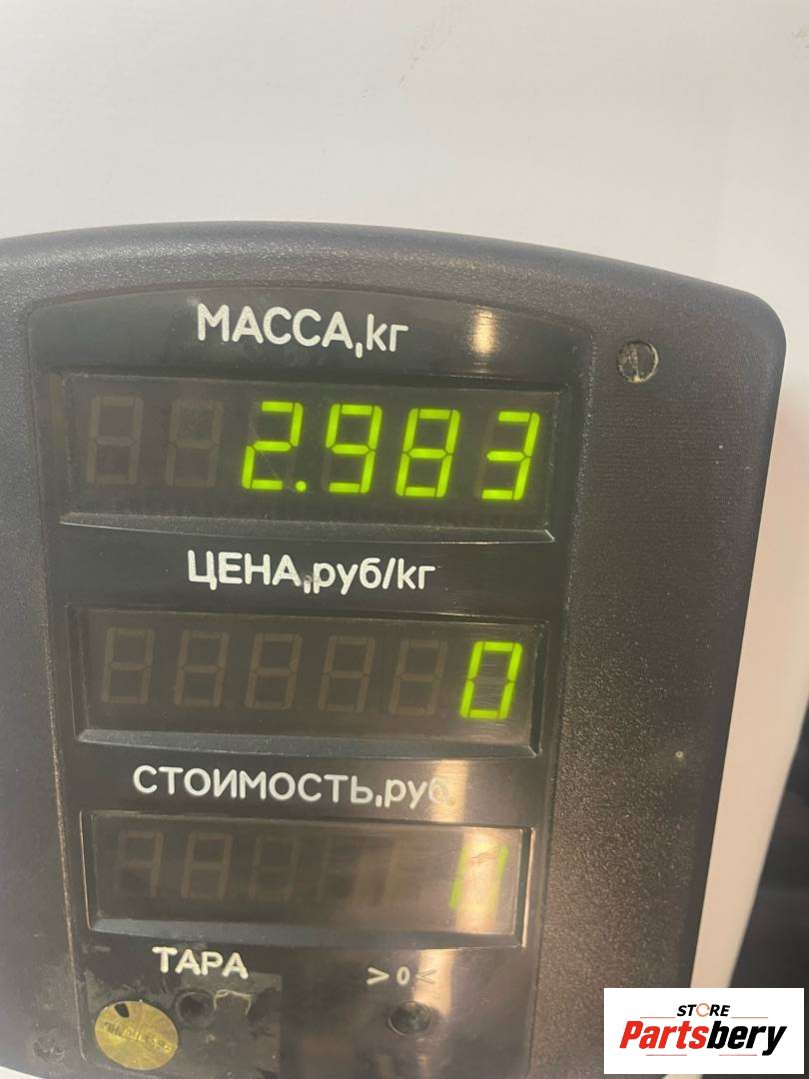 МАССА,кг
2.983
ЦЕНА,руб/кг
0
СТОИМОСТЬ,руб
ТАРА
>0<
STORE
Partsbery